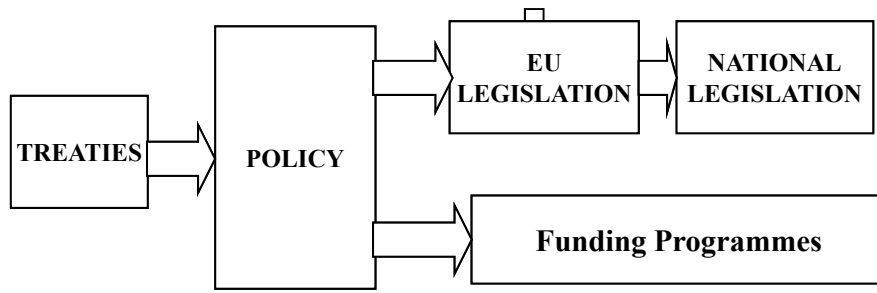 TREATIES
POLICY
EU
LEGISLATION
NATIONAL
LEGISLATION
Funding Programmes